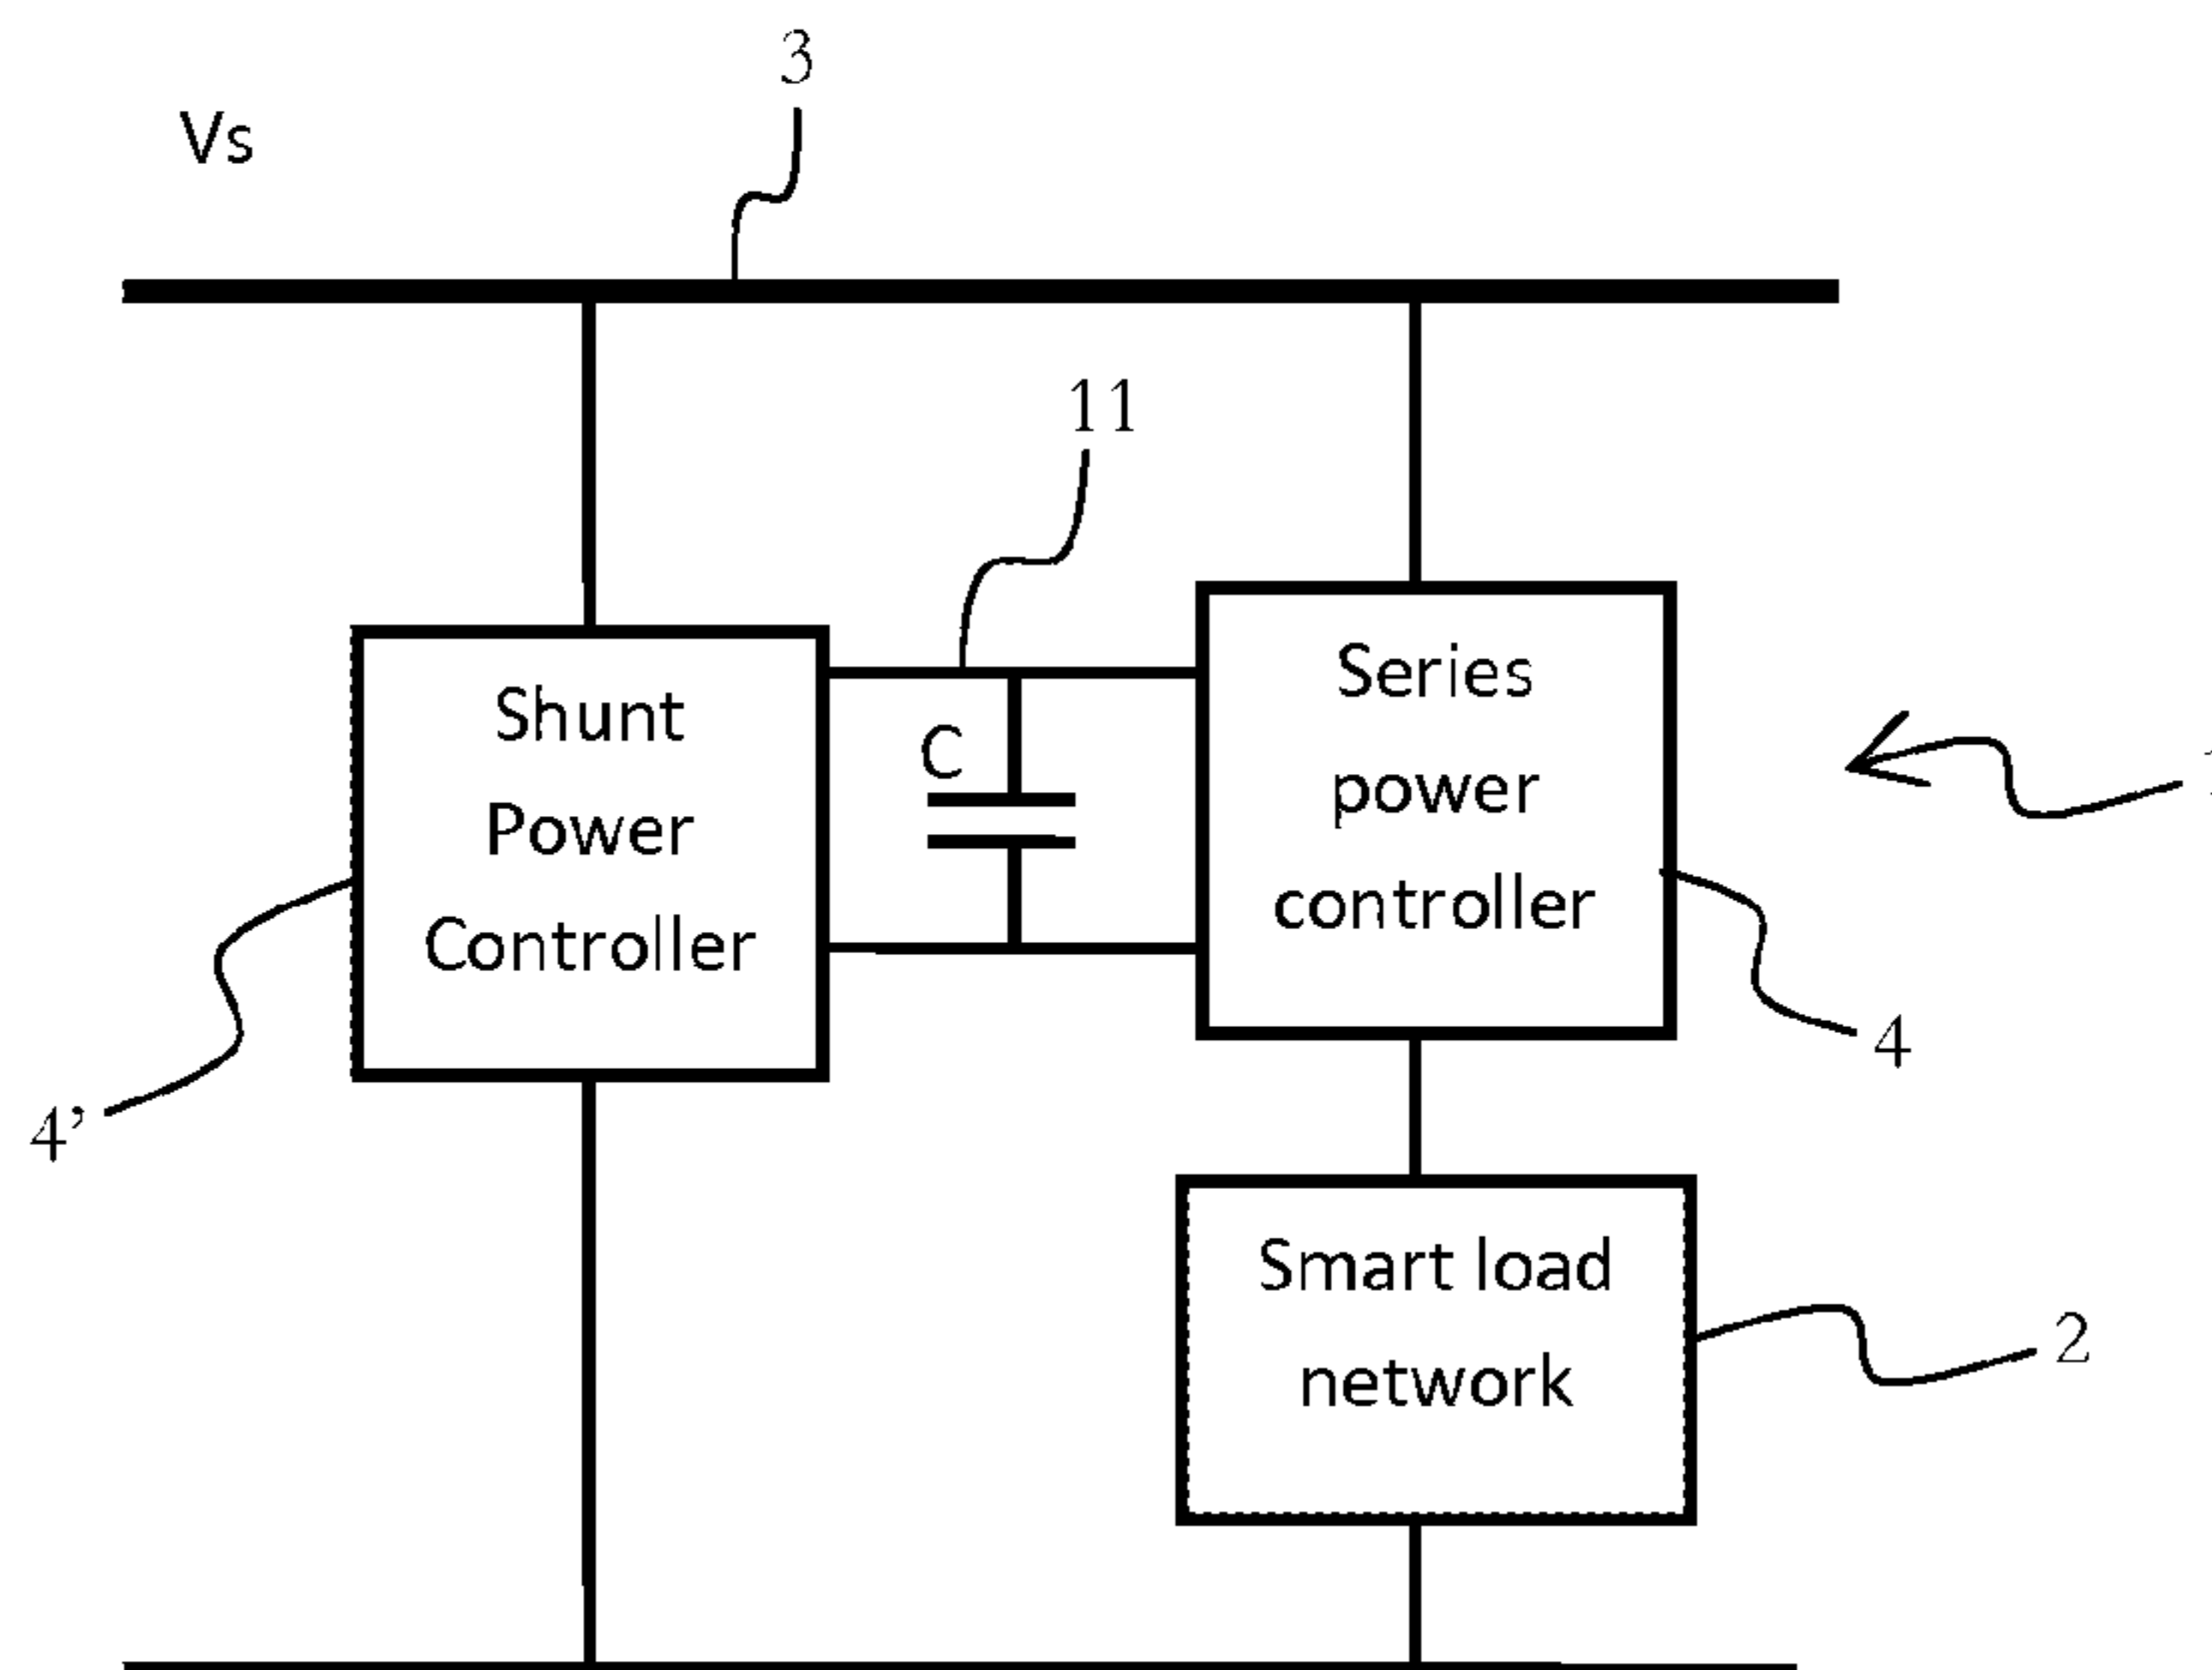 3
Vs
11
Shunt
Power
Controller
C
Series
power
controller
4
4’
Smart load
network
2